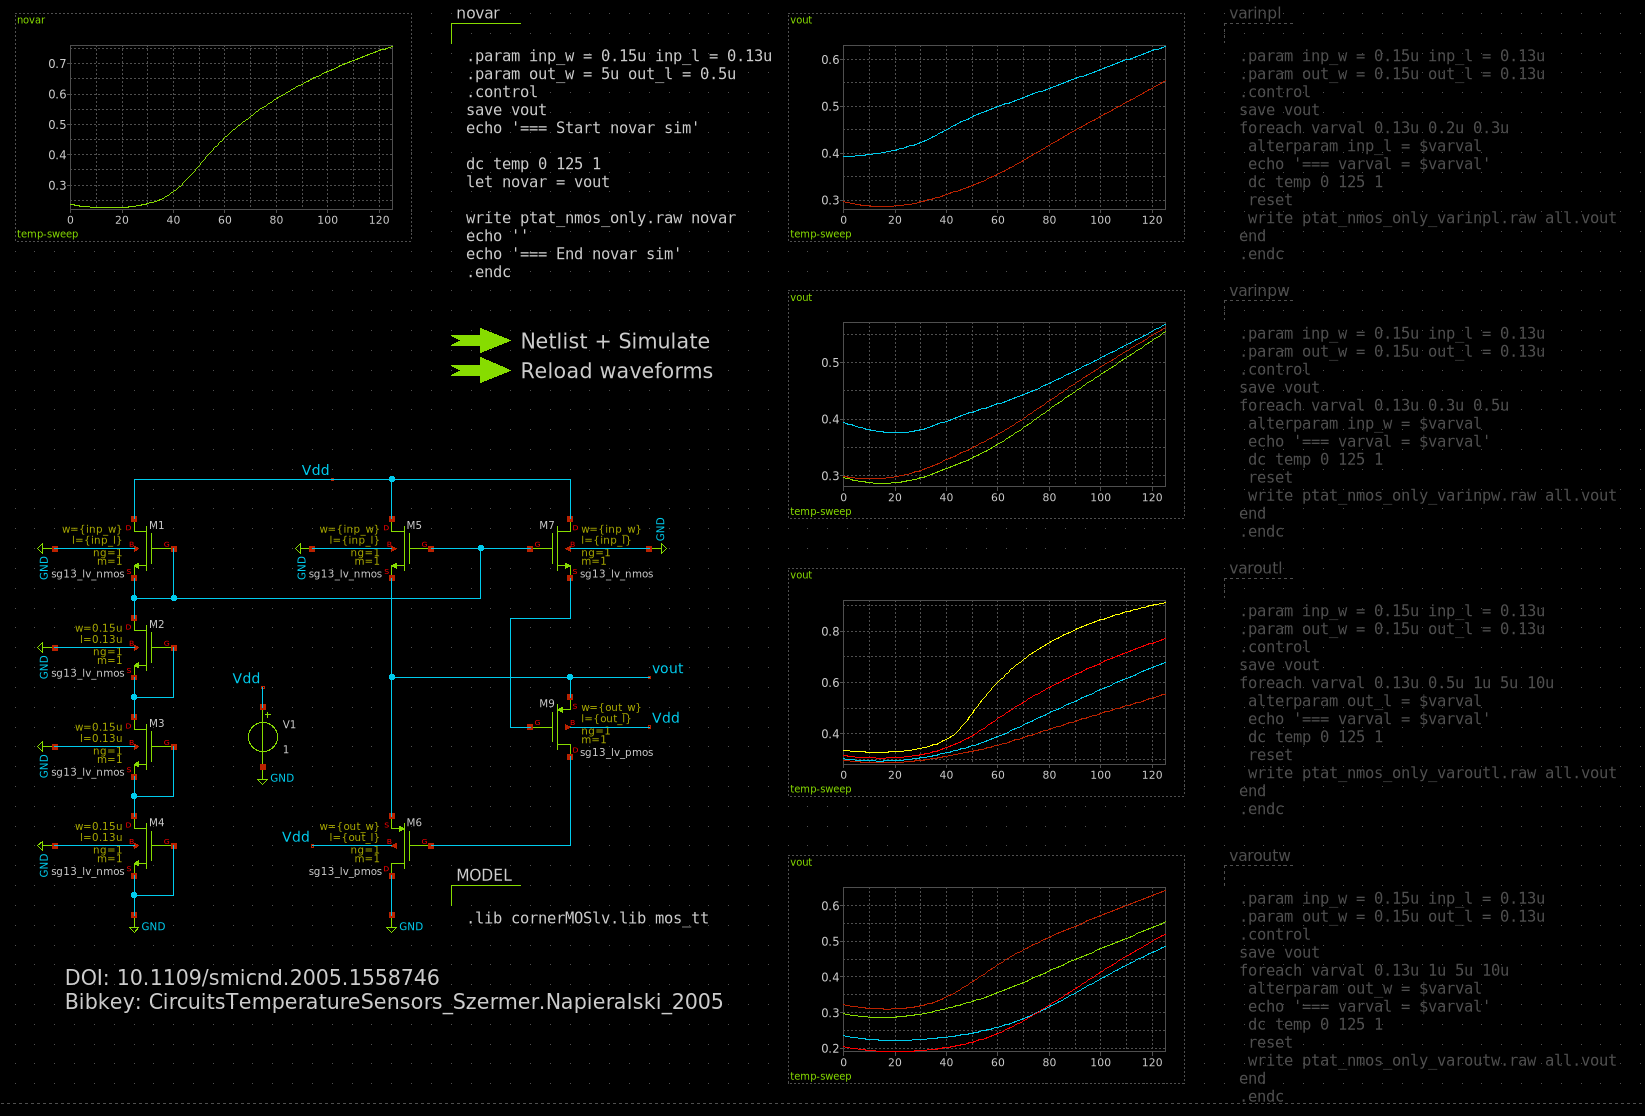 novar
0.7
0.6
0.5
0.4
0.3
0 20 40 60 80 100 120
temp-sweep
novar
.param inp_w = 0.15u inp_l = 0.13u
.param out_w = 5u out_l = 0.5u
.control
save vout
echo '=== Start novar sim'
dc temp 0 125 1
let novar = vout
write ptat_nmos_only.raw novar
echo ''
echo '=== End novar sim'
.endc
Netlist + Simulate
Reload waveforms
vout
0.6
0.5
0.4
0.3
0 20 40 60 80 100 120
temp-sweep
varinpl
.param inp_w = 0.15u inp_l = 0.13u
.param out_w = 0.15u out_l = 0.13u
.control
save vout
foreach varval 0.13u 0.2u 0.3u
alterparam inp_l = $varval
echo '=== varval = $varval'
dc temp 0 125 1
reset
write ptat_nmos_only_varinpl.raw all.vout
end
.endc
vout
0.5
0.4
0.3
0 20 40 60 80 100 120
temp-sweep
varinpw
.param inp_w = 0.15u inp_l = 0.13u
.param out_w = 0.15u out_l = 0.13u
.control
save vout
foreach varval 0.13u 0.3u 0.5u
alterparam inp_w = $varval
echo '=== varval = $varval'
dc temp 0 125 1
reset
write ptat_nmos_only_varinpw.raw all.vout
end
.endc
vout
0.8
0.6
0.4
0 20 40 60 80 100 120
temp-sweep
varoutl
.param inp_w = 0.15u inp_l = 0.13u
.param out_w = 0.15u out_l = 0.13u
.control
save vout
foreach varval 0.13u 0.5u 1u 5u 10u
alterparam out_l = $varval
echo '=== varval = $varval'
dc temp 0 125 1
reset
write ptat_nmos_only_varoutl.raw all.vout
end
.endc
vout
0.6
0.5
0.4
0.3
0.2
0 20 40 60 80 100 120
temp-sweep
varoutw
.param inp_w = 0.15u inp_l = 0.13u
.param out_w = 0.15u out_l = 0.13u
.control
save vout
foreach varval 0.13u 1u 5u 10u
alterparam out_w = $varval
echo '=== varval = $varval'
dc temp 0 125 1
reset
write ptat_nmos_only_varoutw.raw all.vout
end
.endc
Vdd
M1
w={inp_w}
l={inp_l}
ng=1
m=1
sg13_lv_nmos
D
B
G
S
GND
M5
w={inp_w}
l={inp_l}
ng=1
m=1
sg13_lv_nmos
D
B
G
S
GND
M7
w={inp_w}
l={inp_l}
ng=1
m=1
sg13_lv_nmos
D
B
G
S
GND
M2
w=0.15u
l=0.13u
ng=1
m=1
sg13_lv_nmos
D
B
G
S
GND
M3
w=0.15u
l=0.13u
ng=1
m=1
sg13_lv_nmos
D
B
G
S
GND
Vdd
+
V1
1
GND
vout
M9
w={out_w}
l={out_l}
ng=1
m=1
sg13_lv_pmos
S
B
G
D
Vdd
M4
w=0.15u
l=0.13u
ng=1
m=1
sg13_lv_nmos
D
B
G
S
GND
GND
M6
w={out_w}
l={out_l}
ng=1
m=1
sg13_lv_pmos
S
B
G
D
Vdd
GND
MODEL
.lib cornerMOSlv.lib mos_tt
DOI: 10.1109/smicnd.2005.1558746
Bibkey: CircuitsTemperatureSensors_Szermer.Napieralski_2005